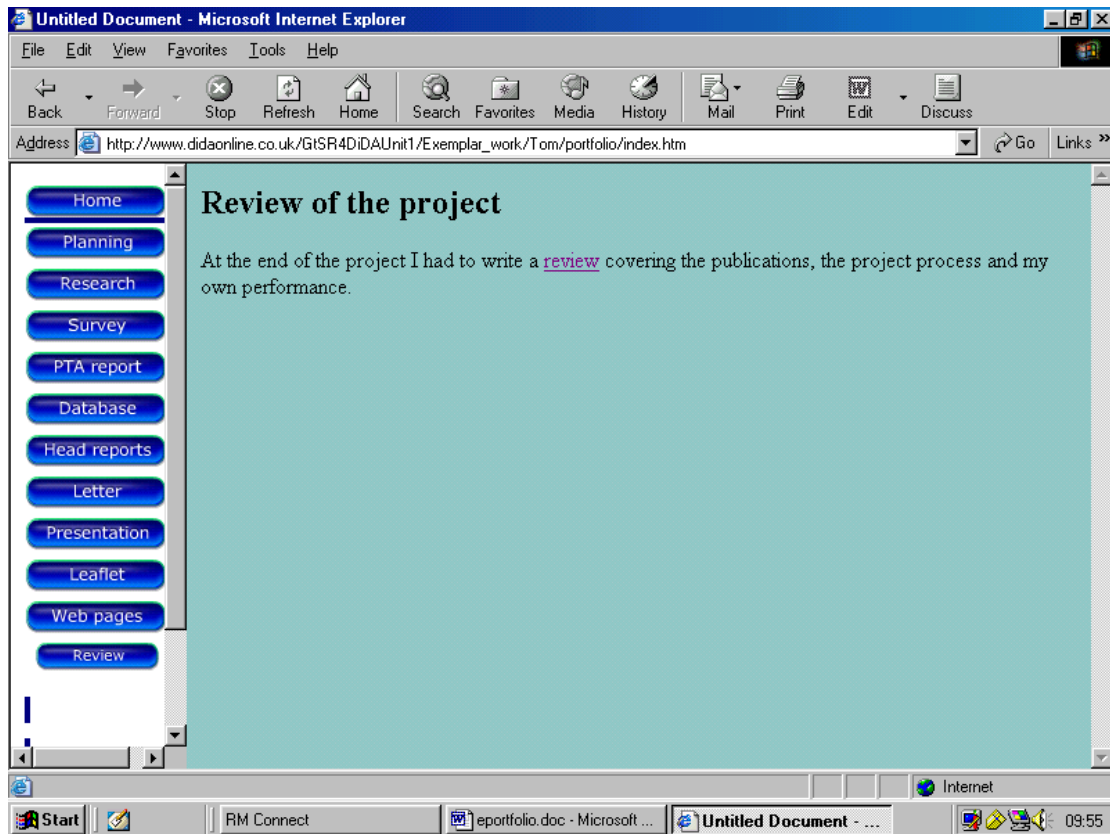 Untitled Document - Microsoft Internet Explorer
File Edit View Favorites Tools Help
Back Forward Stop Refresh Home Search Favorites Media History Mail Print Edit Discuss
Address http://www.didaonline.co.uk/GtSR4DiDAUnit1/Exemplar_work/Tom/portfolio/index.htm Go Links »
Home
Planning
Research
Survey
PTA report
Database
Head reports
Letter
Presentation
Leaflet
Web pages
Review
Review of the project
At the end of the project I had to write a review covering the publications, the project process and my
own performance.
Internet
Start RM Connect eportfolio.doc - Microsoft ... Untitled Document - ... 09:55